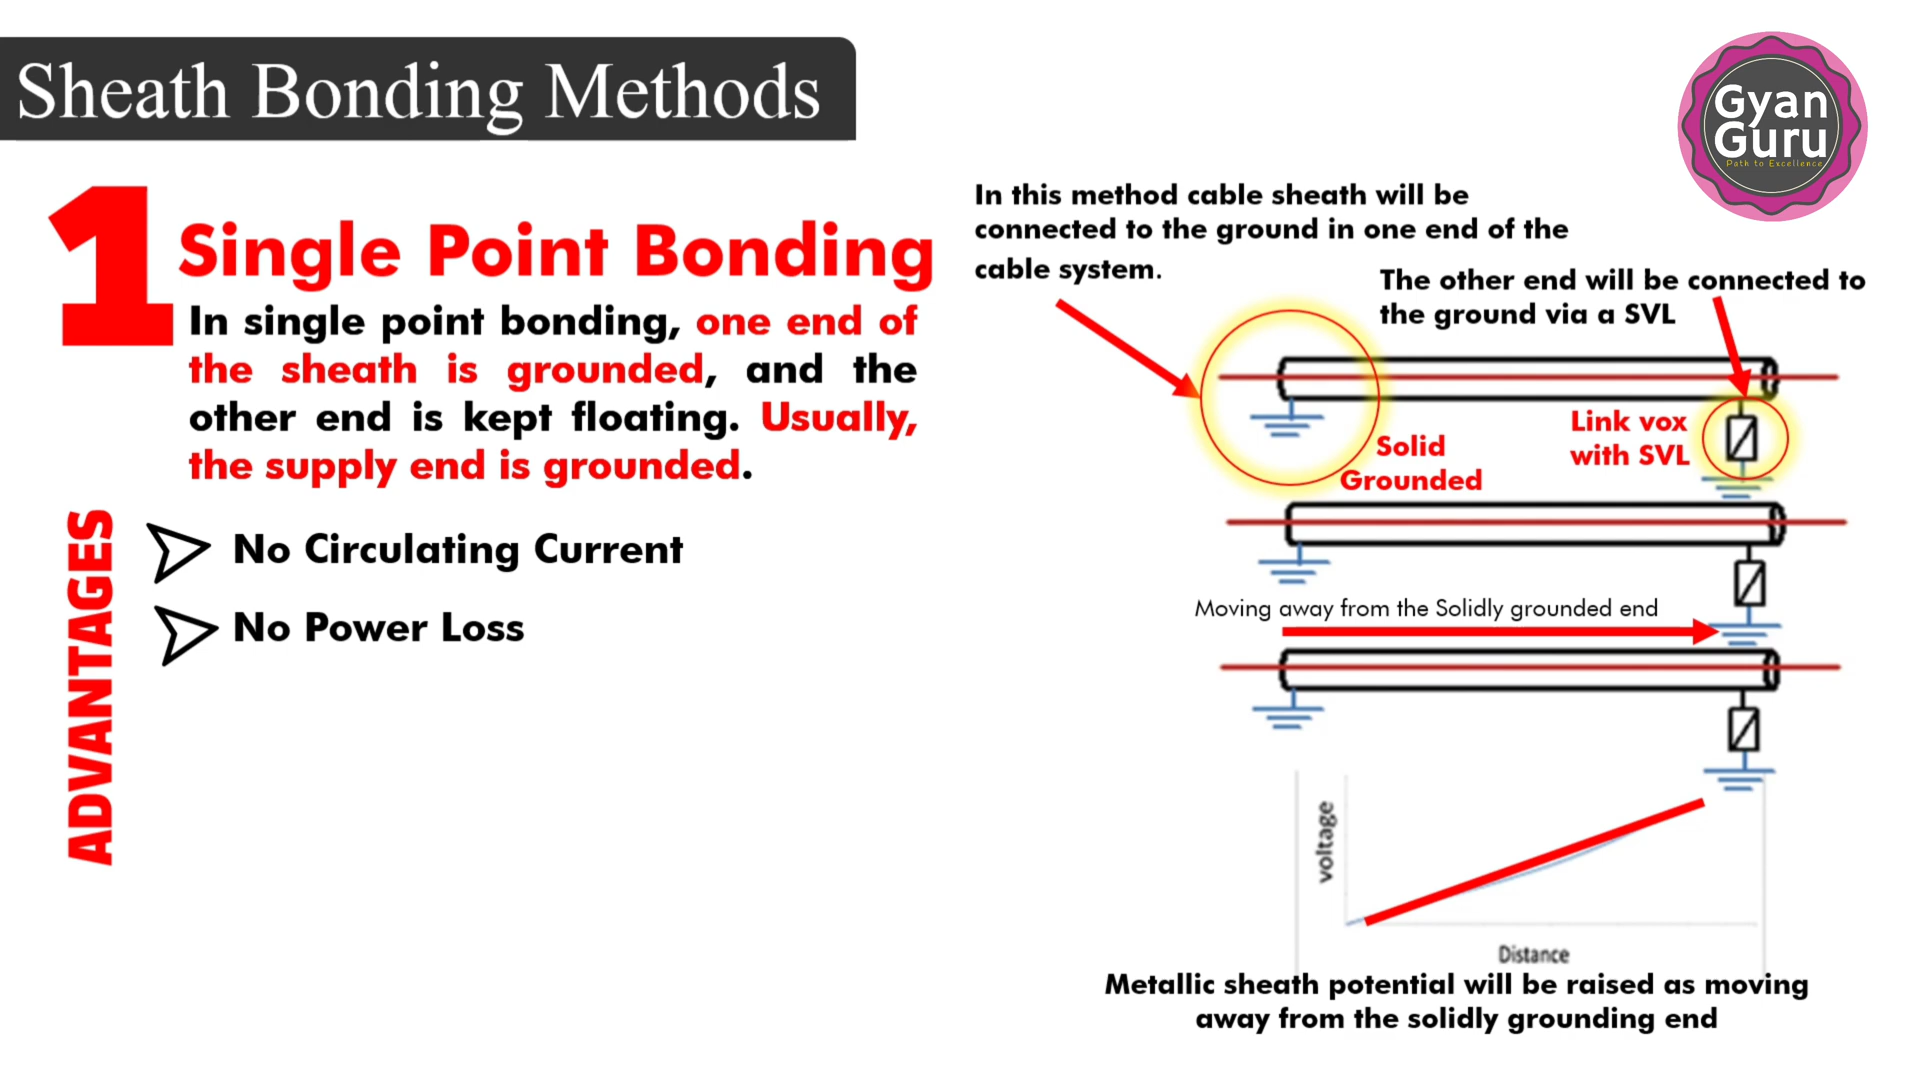 Sheath Bonding Methods
Gyan
Guru
Path to Excellence
1
Single Point Bonding
In single point bonding, one end of
the sheath is grounded, and the
other end is kept floating. Usually,
the supply end is grounded.
ADVANTAGES
No Circulating Current
No Power Loss
In this method cable sheath will be
connected to the ground in one end of the
cable system.
The other end will be connected to
the ground via a SVL
Link vox
with SVL
Solid
Grounded
Moving away from the Solidly grounded end
voltage
Distance
Metallic sheath potential will be raised as moving
away from the solidly grounding end